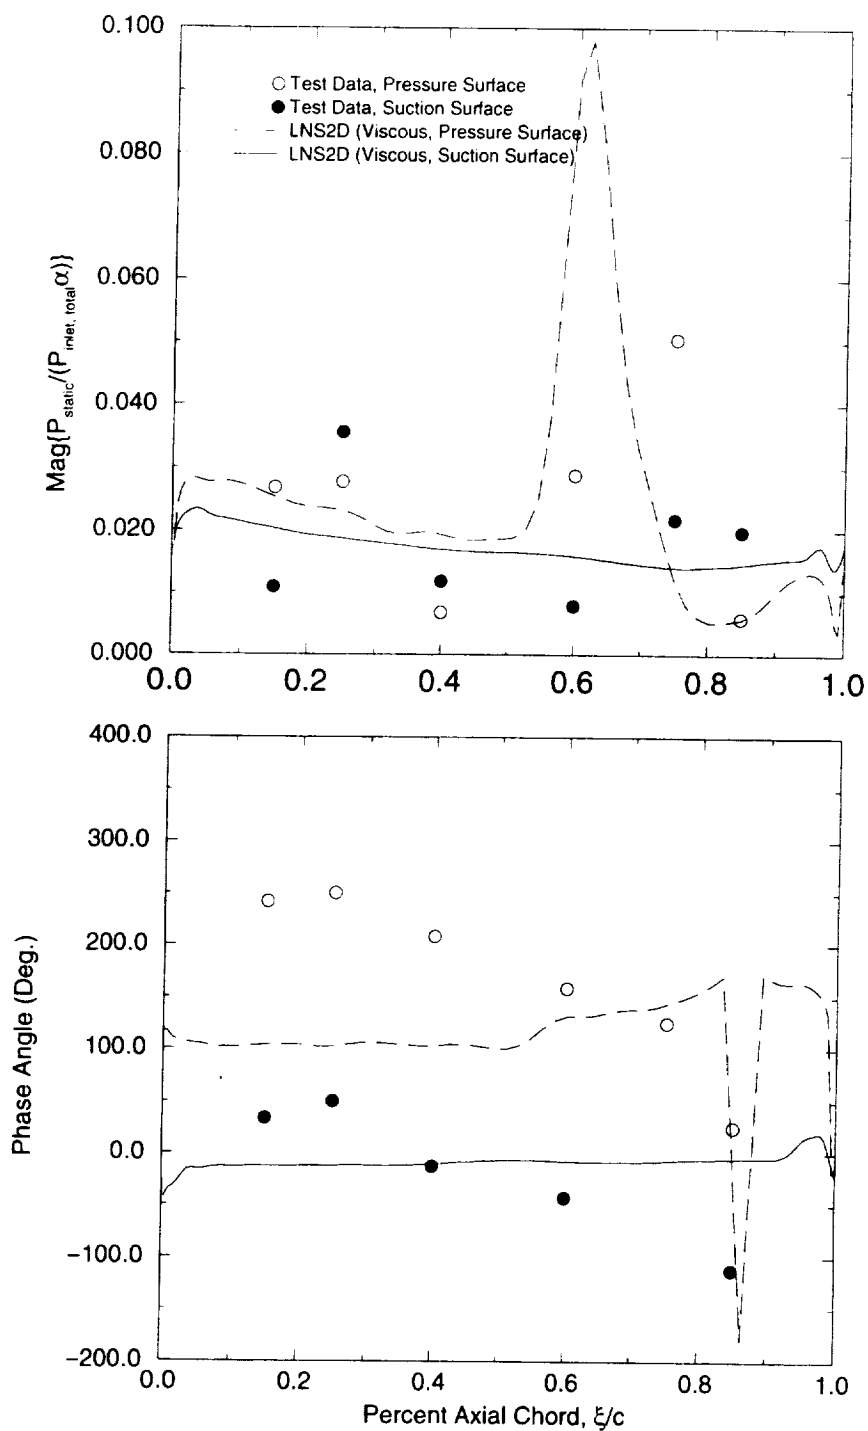 0.100
0.080
0.060
0.040
0.020
0.000
Mag{P_static/(P_inlet, total α)}
○ Test Data, Pressure Surface
● Test Data, Suction Surface
LNS2D (Viscous, Pressure Surface)
LNS2D (Viscous, Suction Surface)
0.0 0.2 0.4 0.6 0.8 1.0
400.0
300.0
200.0
100.0
0.0
−100.0
−200.0
Phase Angle (Deg.)
0.0 0.2 0.4 0.6 0.8 1.0
Percent Axial Chord, ξ/c